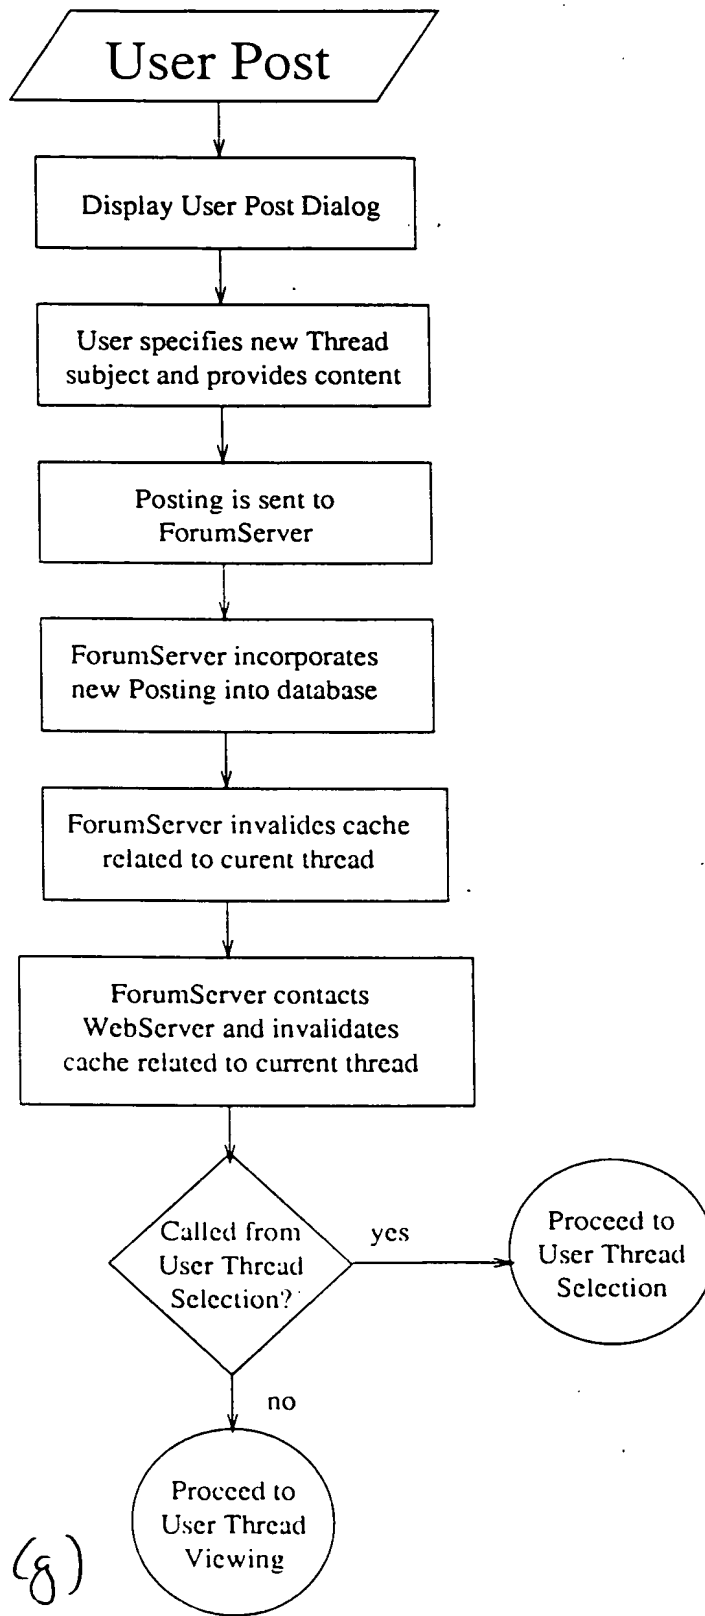 User Post
Display User Post Dialog
User specifies new Thread
subject and provides content
Posting is sent to
ForumServer
ForumServer incorporates
new Posting into database
ForumServer invalides cache
related to curent thread
ForumServer contacts
WebServer and invalidates
cache related to current thread
Called from
User Thread
Selection?
yes
Proceed to
User Thread
Selection
no
Proceed to
User Thread
Viewing
(g)